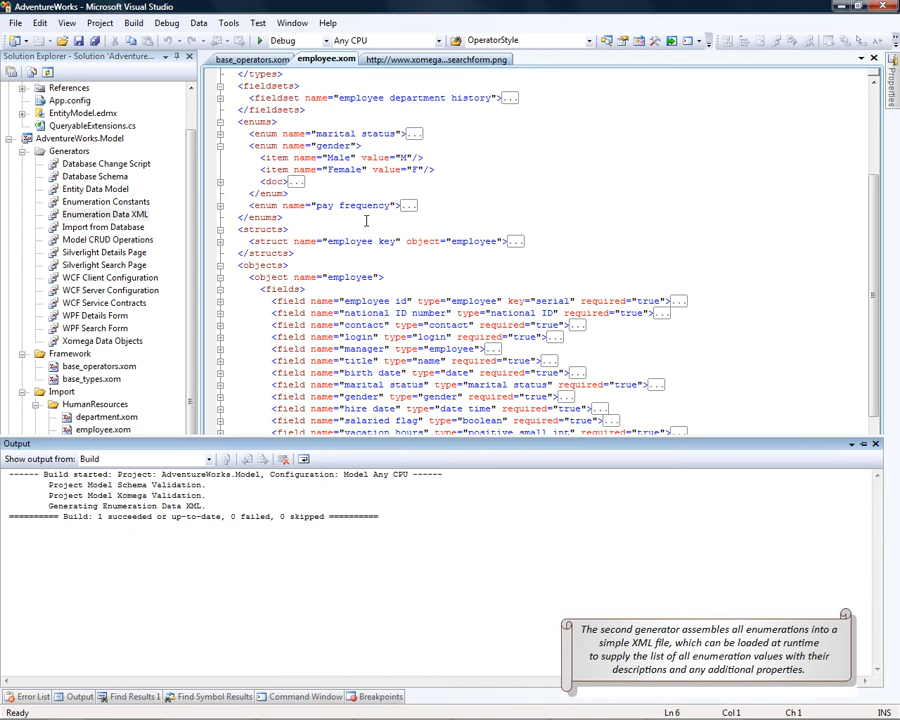 AdventureWorks - Microsoft Visual Studio
File Edit View Project Build Debug Data Tools Test Window Help
Debug Any CPU OperatorStyle
Solution Explorer - Solution 'Adventure...
base_operators.xom employee.xom http://www.xomega...searchform.png
References
App.config
EntityModel.edmx
QueryableExtensions.cs
AdventureWorks.Model
Generators
Database Change Script
Database Schema
Entity Data Model
Enumeration Constants
Enumeration Data XML
Import from Database
Model CRUD Operations
Silverlight Details Page
Silverlight Search Page
WCF Client Configuration
WCF Server Configuration
WCF Service Contracts
WPF Details Form
WPF Search Form
Xomega Data Objects
Framework
base_operators.xom
base_types.xom
Import
HumanResources
department.xom
employee.xom
</types>
<fieldsets>
<fieldset name="employee department history">...
</fieldsets>
<enums>
<enum name="marital status">...
<enum name="gender">
<item name="Male" value="M"/>
<item name="Female" value="F"/>
<doc>...
</enum>
<enum name="pay frequency">...
</enums>
<structs>
<struct name="employee key" object="employee">...
</structs>
<objects>
<object name="employee">
<fields>
<field name="employee id" type="employee" key="serial" required="true">...
<field name="national ID number" type="national ID" required="true">...
<field name="contact" type="contact" required="true">...
<field name="login" type="login" required="true">...
<field name="manager" type="employee">...
<field name="title" type="name" required="true">...
<field name="birth date" type="date" required="true">...
<field name="marital status" type="marital status" required="true">...
<field name="gender" type="gender" required="true">...
<field name="hire date" type="date time" required="true">...
<field name="salaried flag" type="boolean" required="true">...
<field name="vacation hours" type="positive small int" required="true">...
Properties
Output
Show output from: Build
------ Build started: Project: AdventureWorks.Model, Configuration: Model Any CPU ------
Project Model Schema Validation.
Project Model Xomega Validation.
Generating Enumeration Data XML.
========== Build: 1 succeeded or up-to-date, 0 failed, 0 skipped ==========
The second generator assembles all enumerations into a
simple XML file, which can be loaded at runtime
to supply the list of all enumeration values with their
descriptions and any additional properties.
Error List Output Find Results 1 Find Symbol Results Command Window Breakpoints
Ready Ln 6 Col 1 Ch 1 INS